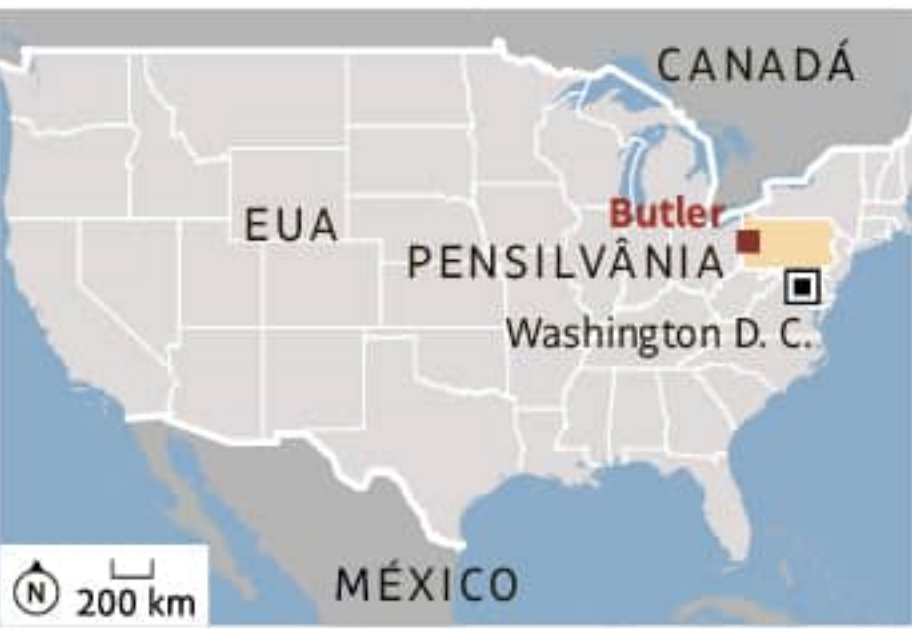 CANADÁ
Butler
EUA
PENSILVÂNIA
Washington D. C.
MÉXICO
N
200 km